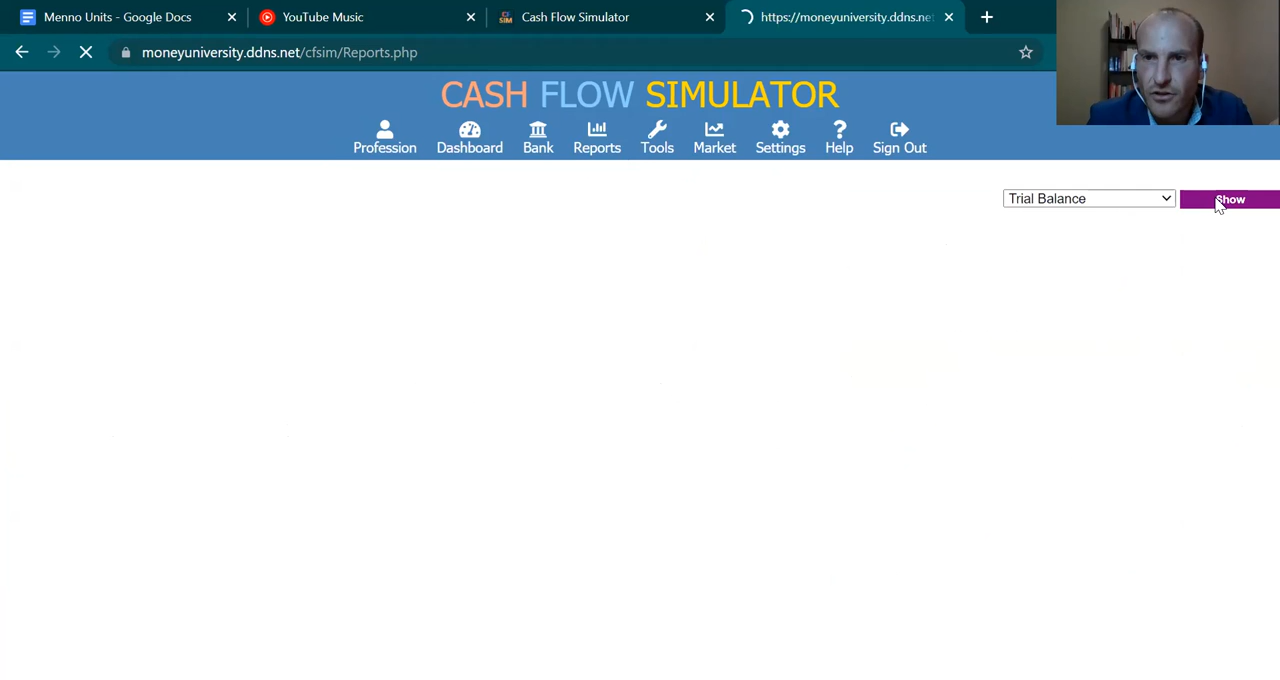 Menno Units - Google Docs
YouTube Music
Cash Flow Simulator
https://moneyuniversity.ddns.net
moneyuniversity.ddns.net/cfsim/Reports.php
CASH FLOW SIMULATOR
Profession
Dashboard
Bank
Reports
Tools
Market
Settings
Help
Sign Out
Trial Balance
Show